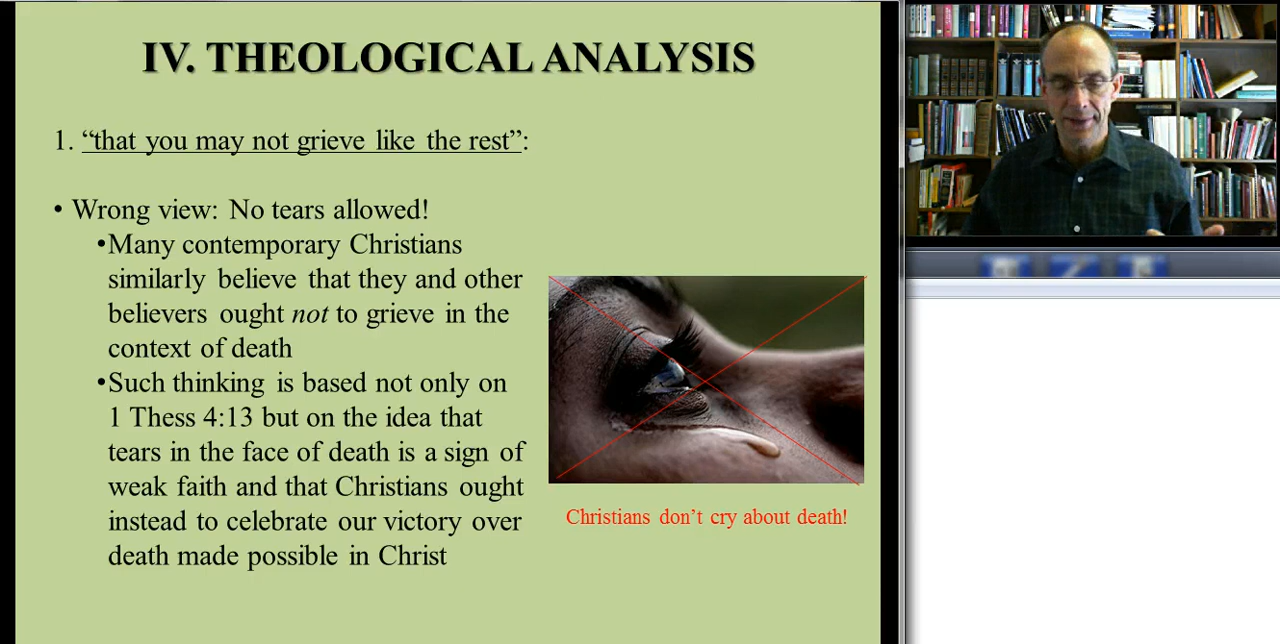 IV. THEOLOGICAL ANALYSIS
1. “that you may not grieve like the rest”:
• Wrong view: No tears allowed!
•Many contemporary Christians
similarly believe that they and other
believers ought not to grieve in the
context of death
•Such thinking is based not only on
1 Thess 4:13 but on the idea that
tears in the face of death is a sign of
weak faith and that Christians ought
instead to celebrate our victory over
death made possible in Christ
Christians don’t cry about death!